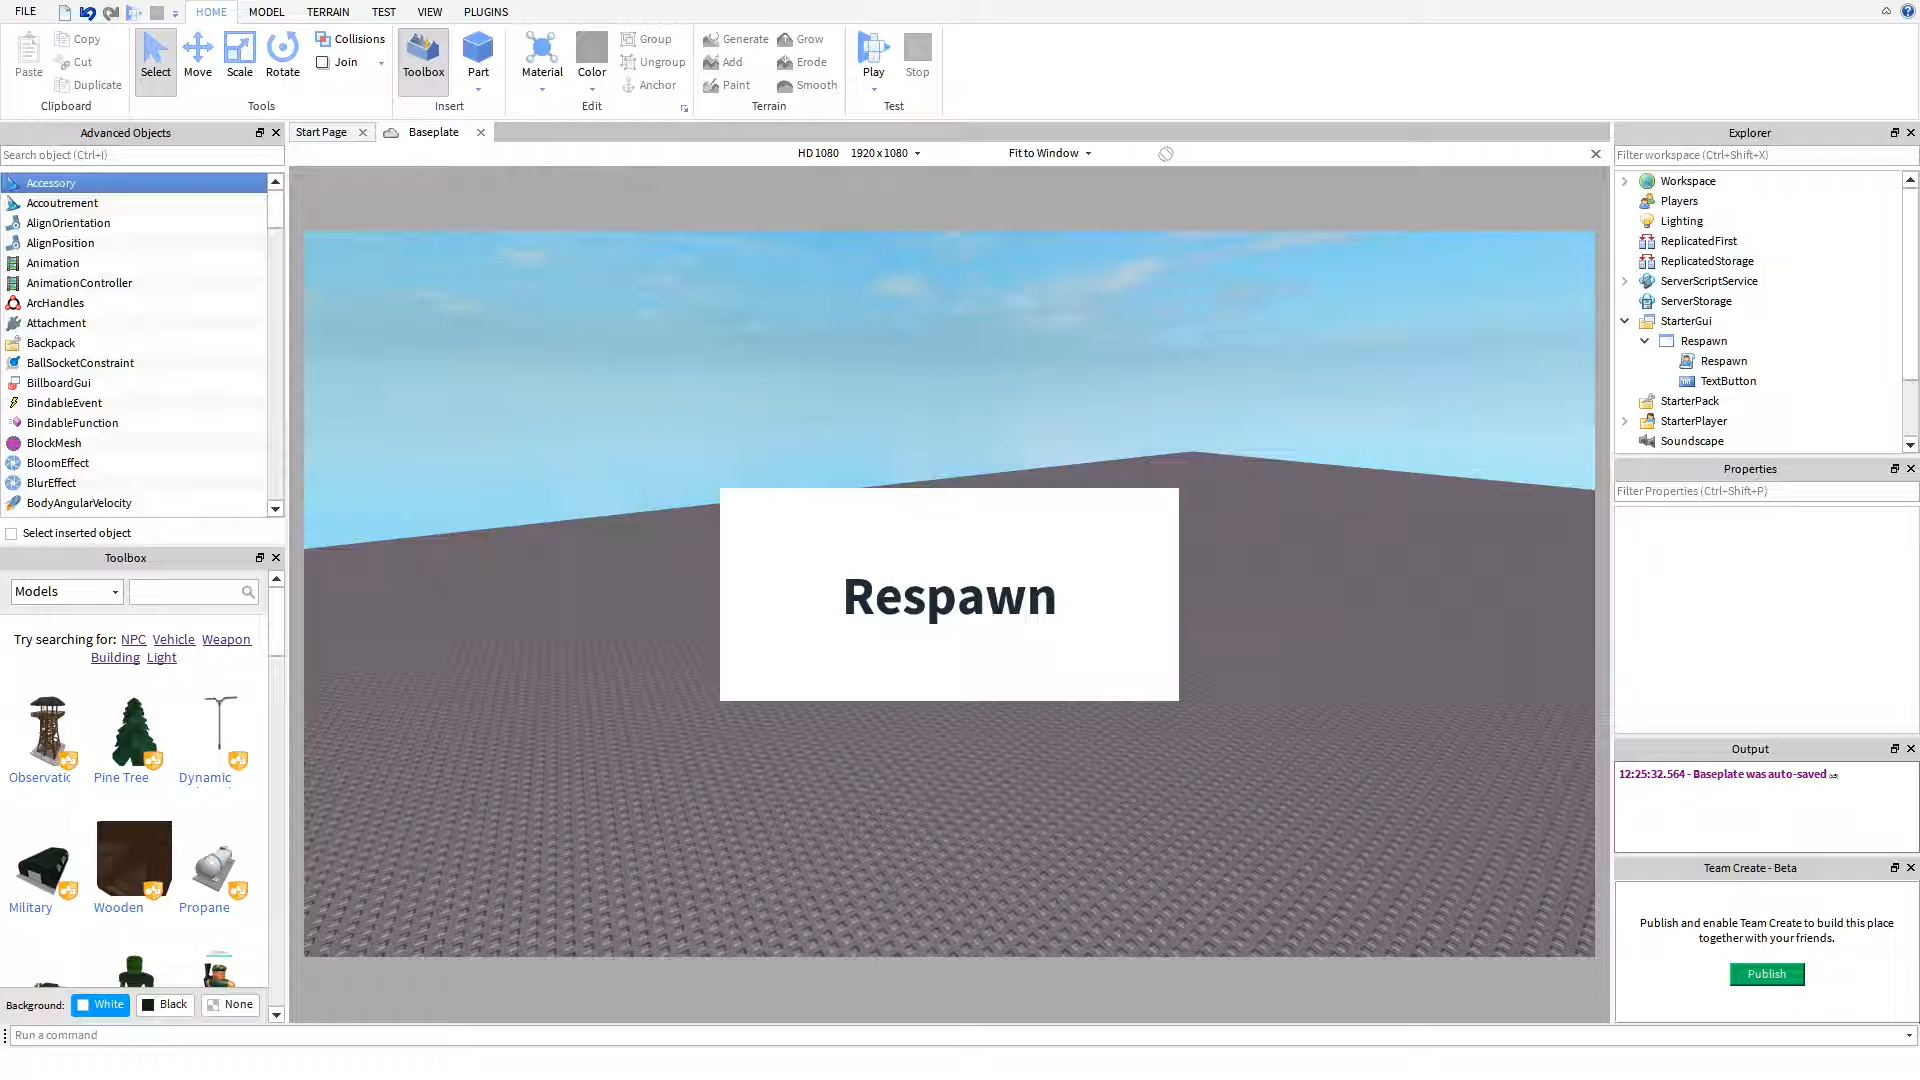 FILE HOME MODEL TERRAIN TEST VIEW PLUGINS
Paste
Copy
Cut
Duplicate
Clipboard
Select
Move
Scale
Rotate
Collisions
Join
Tools
Toolbox
Part
Insert
Material
Color
Group
Ungroup
Anchor
Edit
Generate
Add
Paint
Grow
Erode
Smooth
Terrain
Play
Stop
Test
Advanced Objects
Search object (Ctrl+I)
Accessory
Accoutrement
AlignOrientation
AlignPosition
Animation
AnimationController
ArcHandles
Attachment
Backpack
BallSocketConstraint
BillboardGui
BindableEvent
BindableFunction
BlockMesh
BloomEffect
BlurEffect
BodyAngularVelocity
Select inserted object
Toolbox
Models
Try searching for: NPC Vehicle Weapon
Building Light
Observatic Pine Tree Dynamic
Military Wooden Propane
Background: White Black None
Run a command
Start Page
Baseplate
HD 1080 1920 x 1080
Fit to Window
Respawn
Explorer
Filter workspace (Ctrl+Shift+X)
Workspace
Players
Lighting
ReplicatedFirst
ReplicatedStorage
ServerScriptService
ServerStorage
StarterGui
Respawn
Respawn
TextButton
StarterPack
StarterPlayer
Soundscape
Properties
Filter Properties (Ctrl+Shift+P)
Output
12:25:32.564 - Baseplate was auto-saved
Team Create - Beta
Publish and enable Team Create to build this place
together with your friends.
Publish